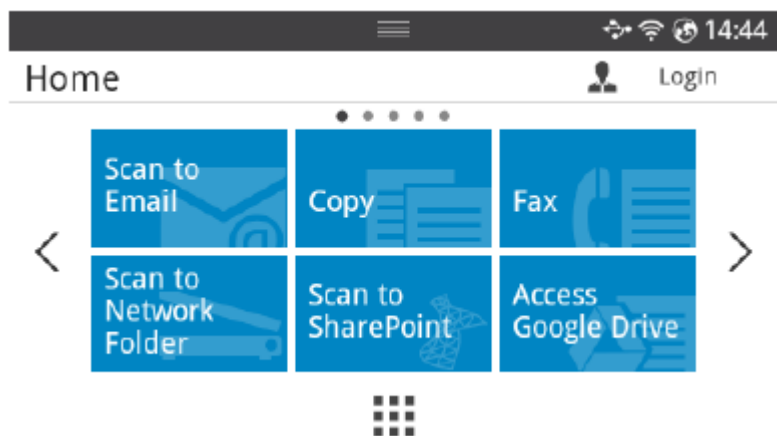 14:44
Home
Login
Scan to
Email
Copy
Fax
Scan to
Network
Folder
Scan to
SharePoint
Access
Google Drive